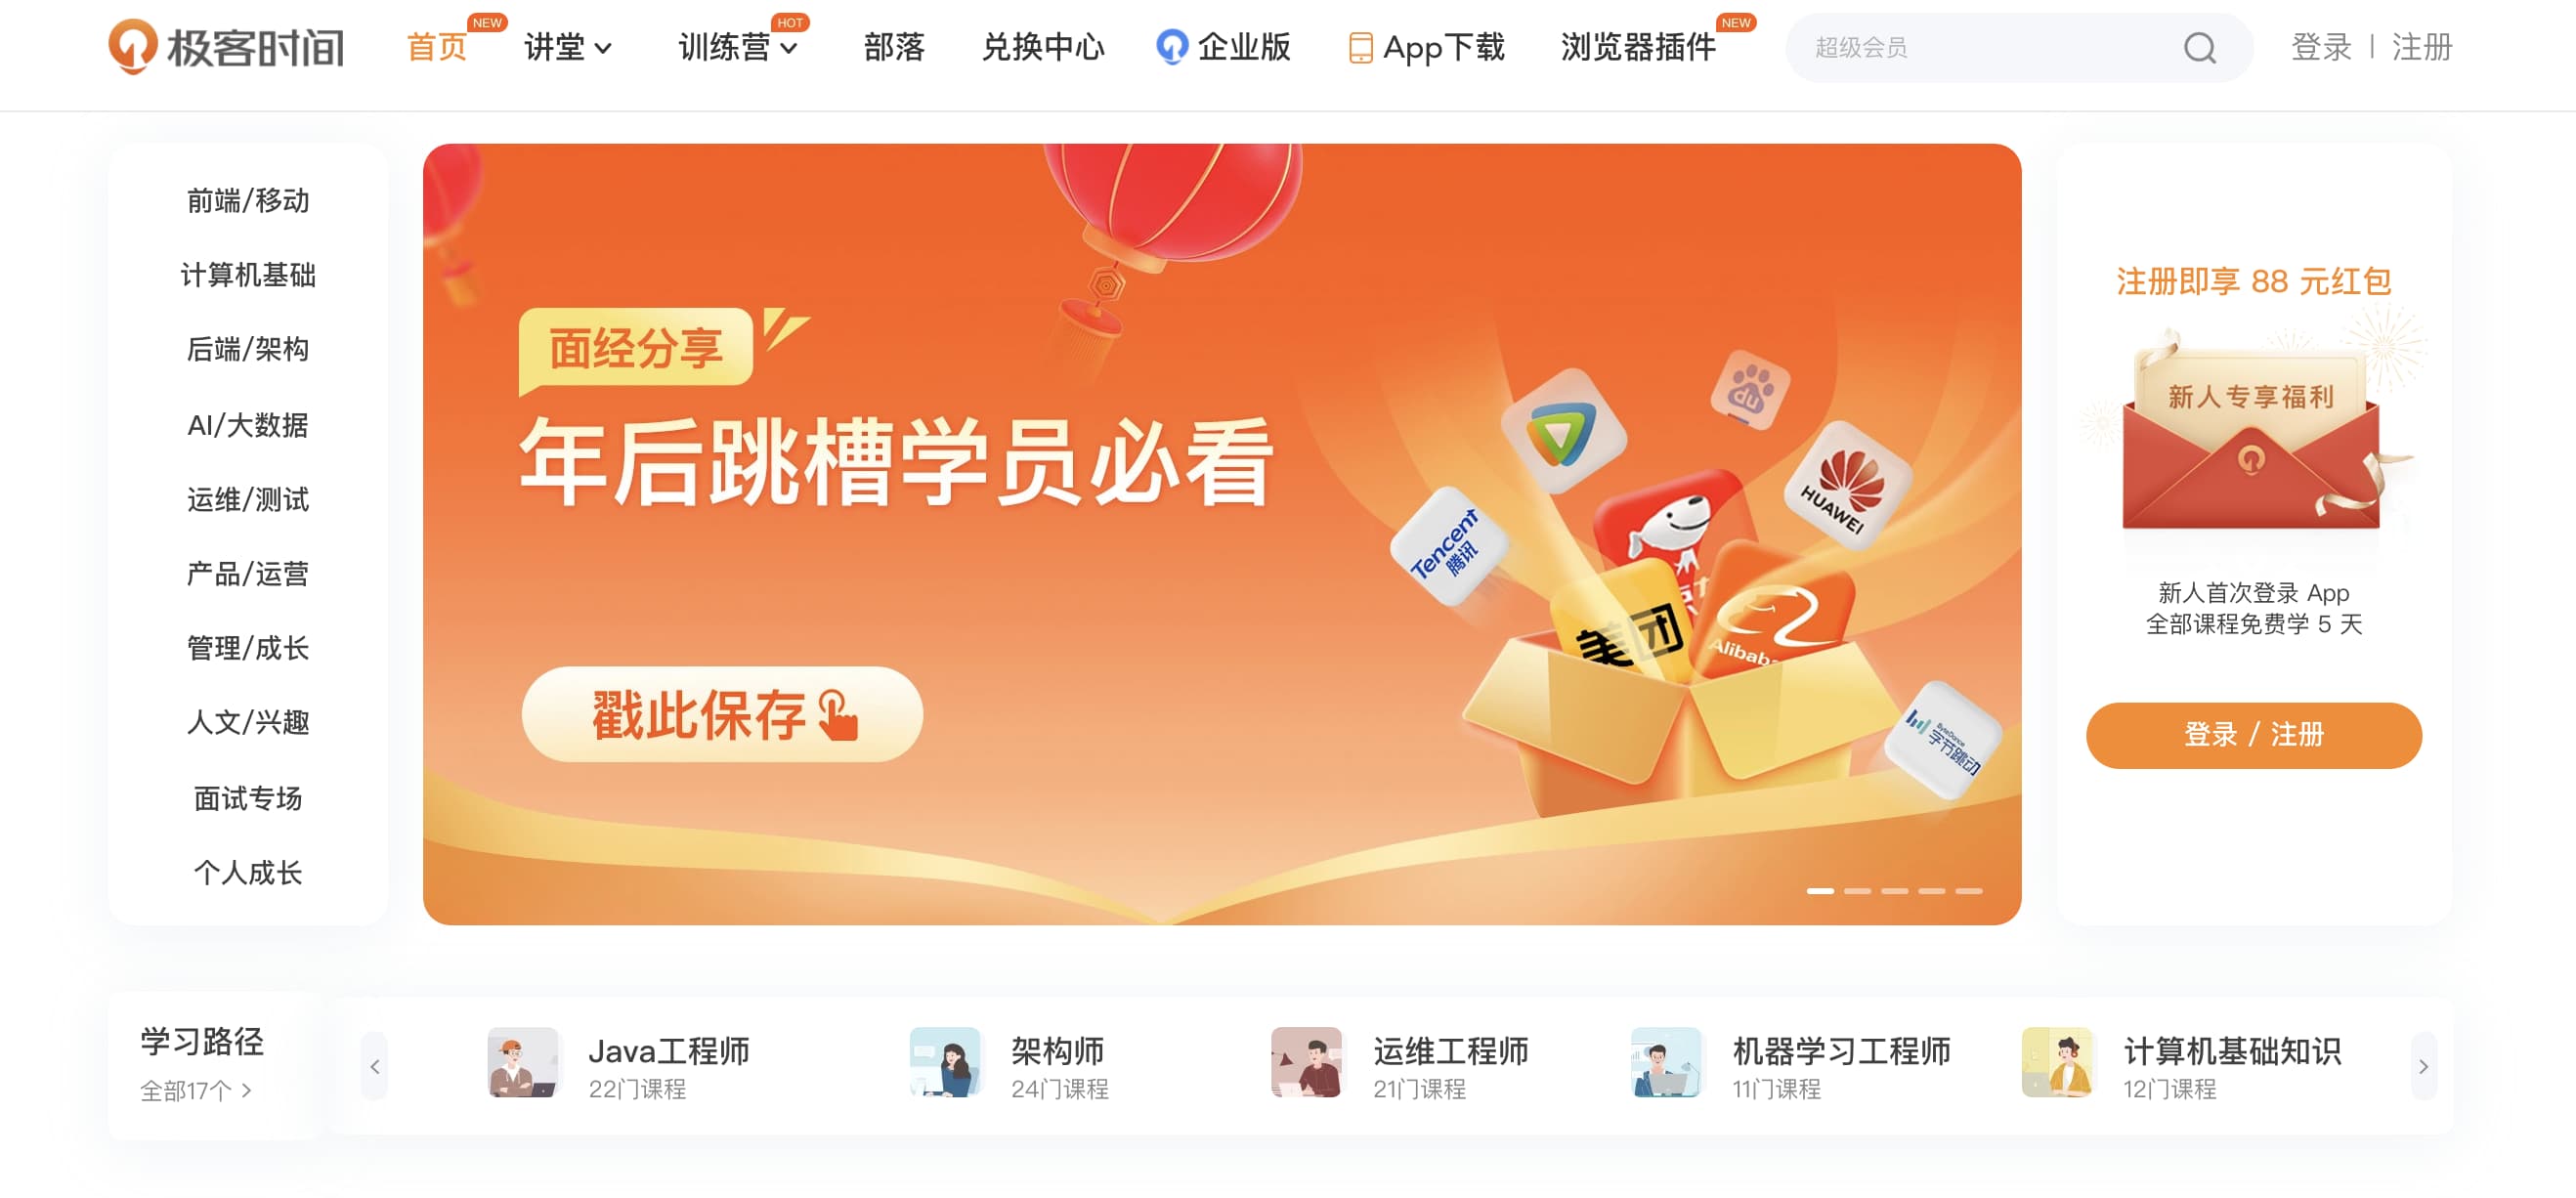 极客时间
首页
NEW
讲堂
训练营
HOT
部落
兑换中心
企业版
App下载
浏览器插件
NEW
超级会员
登录 | 注册
前端/移动
计算机基础
后端/架构
AI/大数据
运维/测试
产品/运营
管理/成长
人文/兴趣
面试专场
个人成长
面经分享
年后跳槽学员必看
戳此保存
du
HUAWEI
Tencent
腾讯
美团
Alibab
ByteDance
字节跳动
注册即享 88 元红包
新人专享福利
新人首次登录 App
全部课程免费学 5 天
登录 / 注册
学习路径
全部17个 >
Java工程师
22门课程
架构师
24门课程
运维工程师
21门课程
机器学习工程师
11门课程
计算机基础知识
12门课程